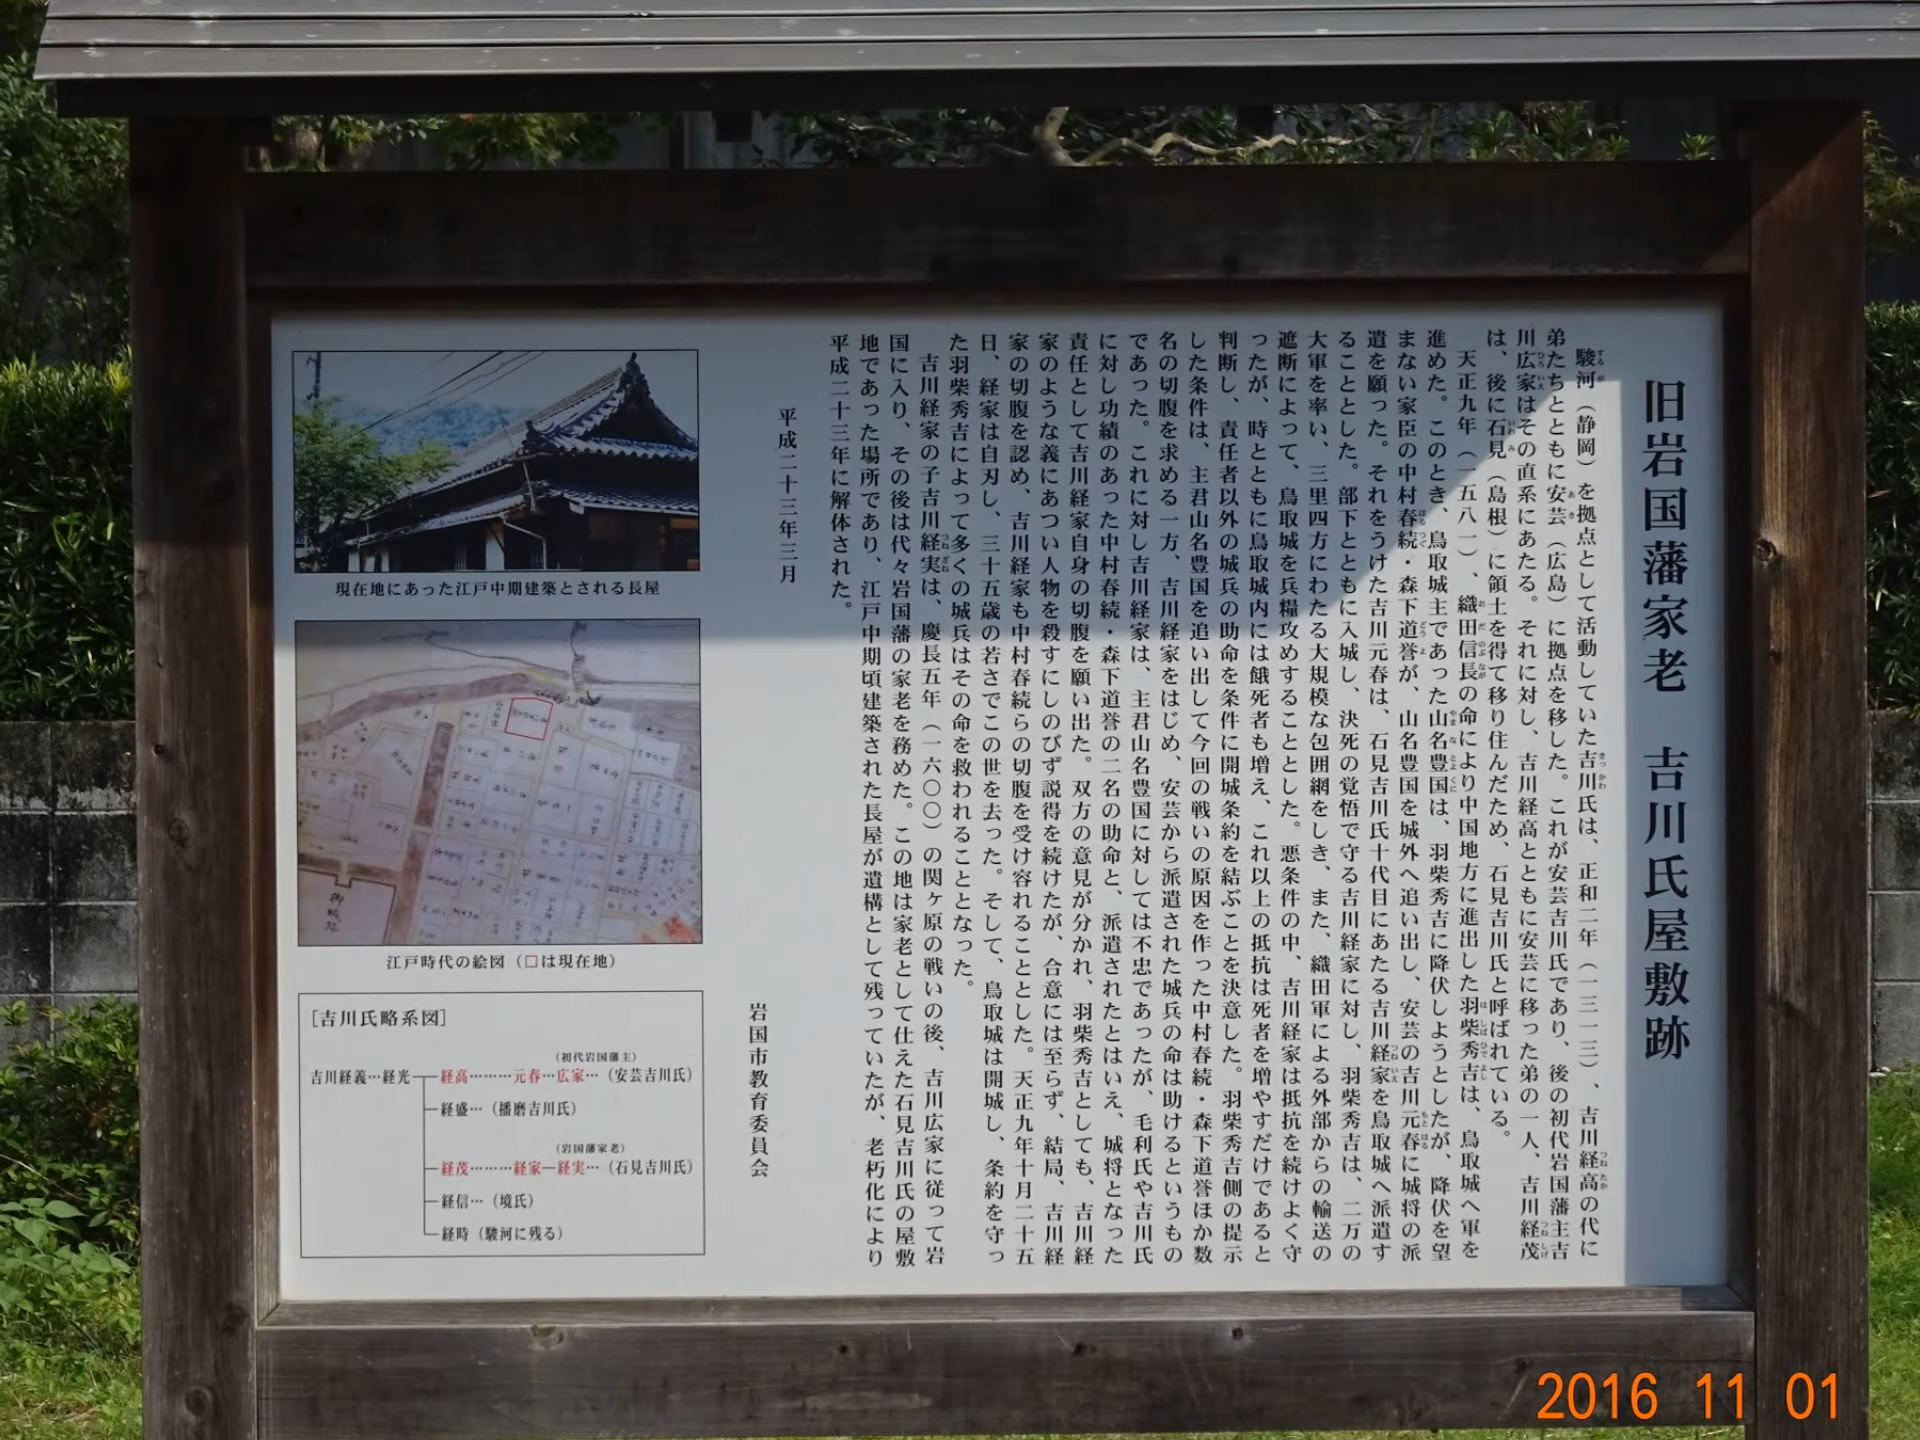 旧岩国藩家老　吉川氏屋敷跡
駿河（静岡）を拠点として活動していた吉川氏は、正和二年（一三一三）、吉川経高の代に
弟たちとともに安芸（広島）に拠点を移した。これが安芸吉川氏であり、後の初代岩国藩主吉
川広家はその直系にあたる。それに対し、吉川経高とともに安芸に移った弟の一人、吉川経茂
は、後に石見（島根）に領土を得て移り住んだため、石見吉川氏と呼ばれている。
天正九年（一五八一）、織田信長の命により中国地方に進出した羽柴秀吉は、鳥取城へ軍を
進めた。このとき、鳥取城主であった山名豊国は、羽柴秀吉に降伏しようとしたが、降伏を望
まない家臣の中村春続・森下道誉が、山名豊国を城外へ追い出し、安芸の吉川元春に城将の派
遣を願った。それをうけた吉川元春は、石見吉川氏十代目にあたる吉川経家を鳥取城へ派遣す
ることとした。部下とともに入城し、決死の覚悟で守る吉川経家に対し、羽柴秀吉は、二万の
大軍を率い、三里四方にわたる大規模な包囲網をしき、また、織田軍による外部からの輸送の
遮断によって、鳥取城を兵糧攻めすることとした。悪条件の中、吉川経家は抵抗を続けよく守
ったが、時とともに鳥取城内には餓死者も増え、これ以上の抵抗は死者を増やすだけであると
判断し、責任者以外の城兵の助命を条件に開城条約を結ぶことを決意した。羽柴秀吉側の提示
した条件は、主君山名豊国を追い出して今回の戦いの原因を作った中村春続・森下道誉ほか数
名の切腹を求める一方、吉川経家をはじめ、安芸から派遣された城兵の命は助けるというもの
であった。これに対し吉川経家は、主君山名豊国に対しては不忠であったが、毛利氏や吉川氏
に対し功績のあった中村春続・森下道誉の二名の助命と、派遣されたとはいえ、城将となった
責任として吉川経家自身の切腹を願い出た。双方の意見が分かれ、羽柴秀吉としても、吉川経
家のような義にあつい人物を殺すにしのびず説得を続けたが、合意には至らず、結局、吉川経
家の切腹を認め、吉川経家も中村春続らの切腹を受け容れることとした。天正九年十月二十五
日、経家は自刃し、三十五歳の若さでこの世を去った。そして、鳥取城は開城し、条約を守っ
た羽柴秀吉によって多くの城兵はその命を救われることとなった。
吉川経家の子吉川経実は、慶長五年（一六〇〇）の関ヶ原の戦いの後、吉川広家に従って岩
国に入り、その後は代々岩国藩の家老を務めた。この地は家老として仕えた石見吉川氏の屋敷
地であった場所であり、江戸中期頃建築された長屋が遺構として残っていたが、老朽化により
平成二十三年に解体された。
平成二十三年三月
岩国市教育委員会
現在地にあった江戸中期建築とされる長屋
御城
江戸時代の絵図（□は現在地）
［吉川氏略系図］
（初代岩国藩主）
吉川経義…経光
経高………元春…広家…（安芸吉川氏）
経盛…（播磨吉川氏）
（岩国藩家老）
経茂………経家─経実…（石見吉川氏）
経信…（境氏）
経時（駿河に残る）
2016 11 01